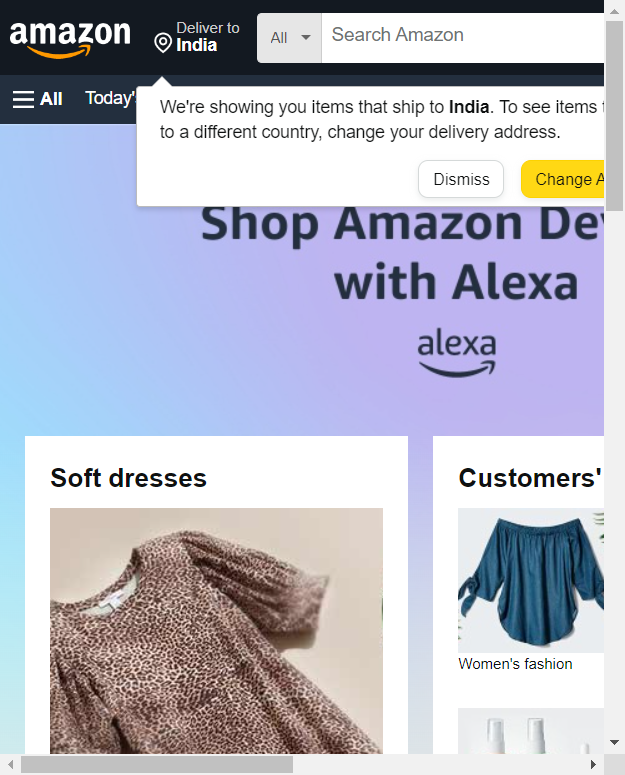 amazon
Deliver to
India
All
Search Amazon
All
Today's
We're showing you items that ship to India. To see items
to a different country, change your delivery address.
Dismiss
Change
Shop Amazon
with Alexa
alexa
Soft dresses
Customers'
Women's fashion